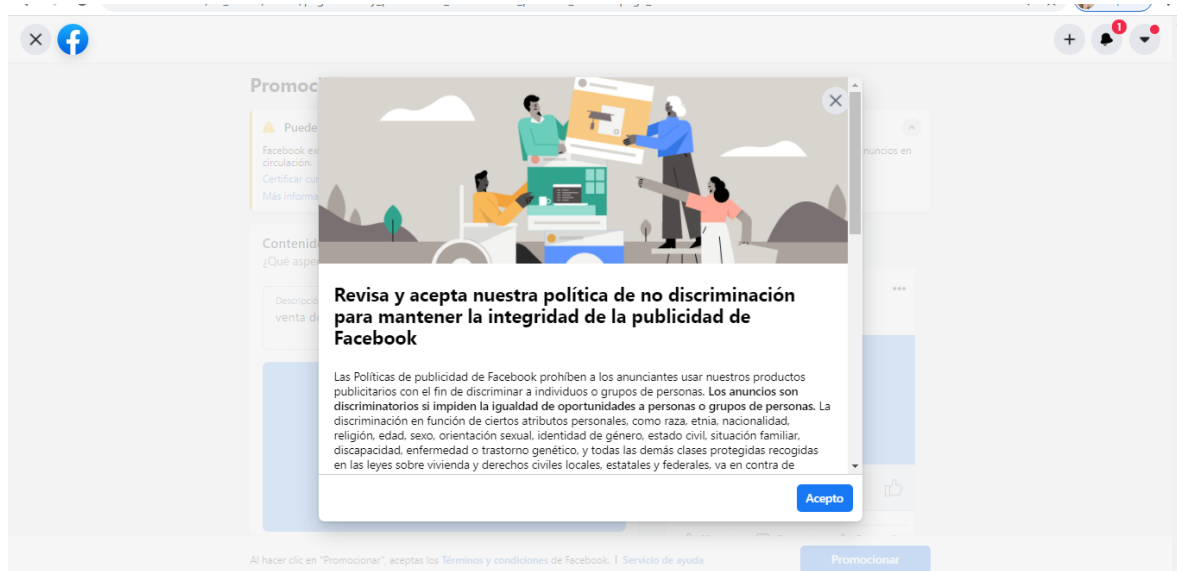 1
Promoc
Puede
Facebook ex
nuncios en
circulación.
Certificar cur
Más informa
Contenid
¿Qué aspe
Descripció
venta de
Revisa y acepta nuestra política de no discriminación
para mantener la integridad de la publicidad de
Facebook
Las Políticas de publicidad de Facebook prohíben a los anunciantes usar nuestros productos
publicitarios con el fin de discriminar a individuos o grupos de personas. Los anuncios son
discriminatorios si impiden la igualdad de oportunidades a personas o grupos de personas. La
discriminación en función de ciertos atributos personales, como raza, etnia, nacionalidad,
religión, edad, sexo, orientación sexual, identidad de género, estado civil, situación familiar,
discapacidad, enfermedad o trastorno genético, y todas las demás clases protegidas recogidas
en las leyes sobre vivienda y derechos civiles locales, estatales y federales, va en contra de
Acepto
Al hacer clic en "Promocionar", aceptas los Términos y condiciones de Facebook. | Servicio de ayuda
Promocionar